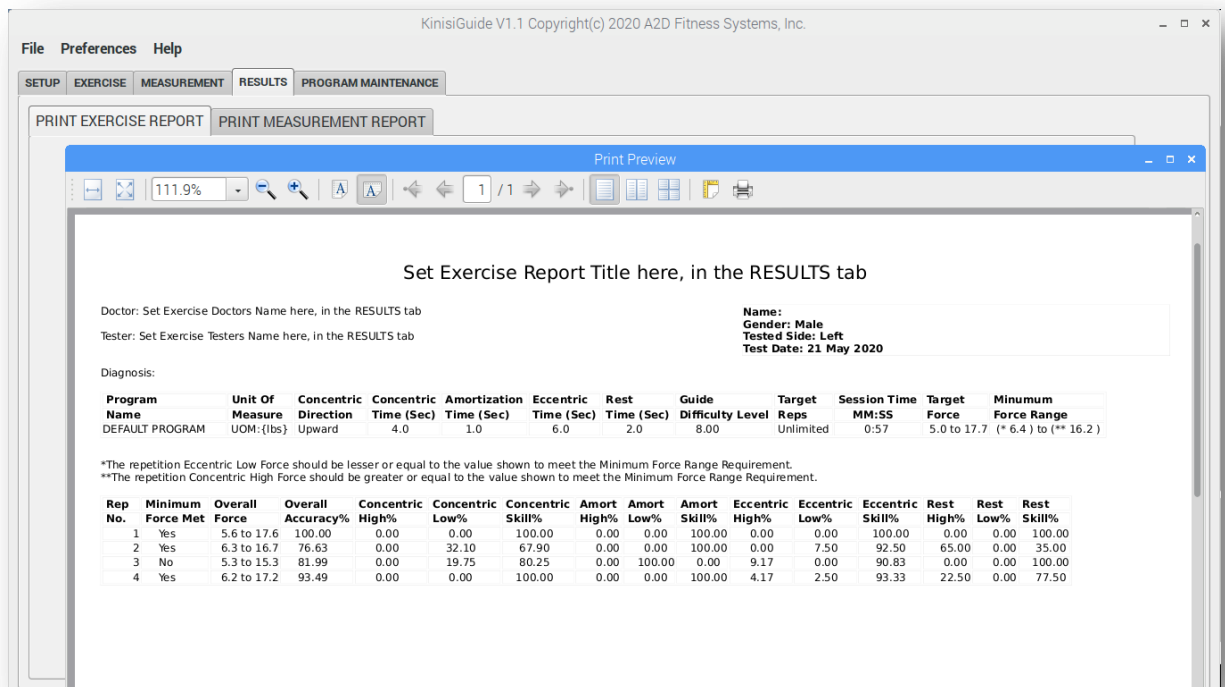 KinisiGuide V1.1 Copyright(c) 2020 A2D Fitness Systems, Inc.
File Preferences Help
SETUP EXERCISE MEASUREMENT RESULTS PROGRAM MAINTENANCE
PRINT EXERCISE REPORT PRINT MEASUREMENT REPORT
Print Preview
111.9% A A 1 / 1
Set Exercise Report Title here, in the RESULTS tab
Doctor: Set Exercise Doctors Name here, in the RESULTS tab
Tester: Set Exercise Testers Name here, in the RESULTS tab
Name:
Gender: Male
Tested Side: Left
Test Date: 21 May 2020
Diagnosis:
Program Unit Of Concentric Concentric Amortization Eccentric Rest Guide Target Session Time Target Minumum
Name Measure Direction Time (Sec) Time (Sec) Time (Sec) Time (Sec) Difficulty Level Reps MM:SS Force Force Range
DEFAULT PROGRAM UOM:{lbs} Upward 4.0 1.0 6.0 2.0 8.00 Unlimited 0:57 5.0 to 17.7 (* 6.4 ) to (** 16.2 )
*The repetition Eccentric Low Force should be lesser or equal to the value shown to meet the Minimum Force Range Requirement.
**The repetition Concentric High Force should be greater or equal to the value shown to meet the Minimum Force Range Requirement.
Rep Minimum Overall Overall Concentric Concentric Concentric Amort Amort Amort Eccentric Eccentric Eccentric Rest Rest Rest
No. Force Met Force Accuracy% High% Low% Skill% High% Low% Skill% High% Low% Skill% High% Low% Skill%
1 Yes 5.6 to 17.6 100.00 0.00 0.00 100.00 0.00 0.00 100.00 0.00 0.00 100.00 0.00 0.00 100.00
2 Yes 6.3 to 16.7 76.63 0.00 32.10 67.90 0.00 0.00 100.00 0.00 7.50 92.50 65.00 0.00 35.00
3 No 5.3 to 15.3 81.99 0.00 19.75 80.25 0.00 100.00 0.00 9.17 0.00 90.83 0.00 0.00 100.00
4 Yes 6.2 to 17.2 93.49 0.00 0.00 100.00 0.00 0.00 100.00 4.17 2.50 93.33 22.50 0.00 77.50